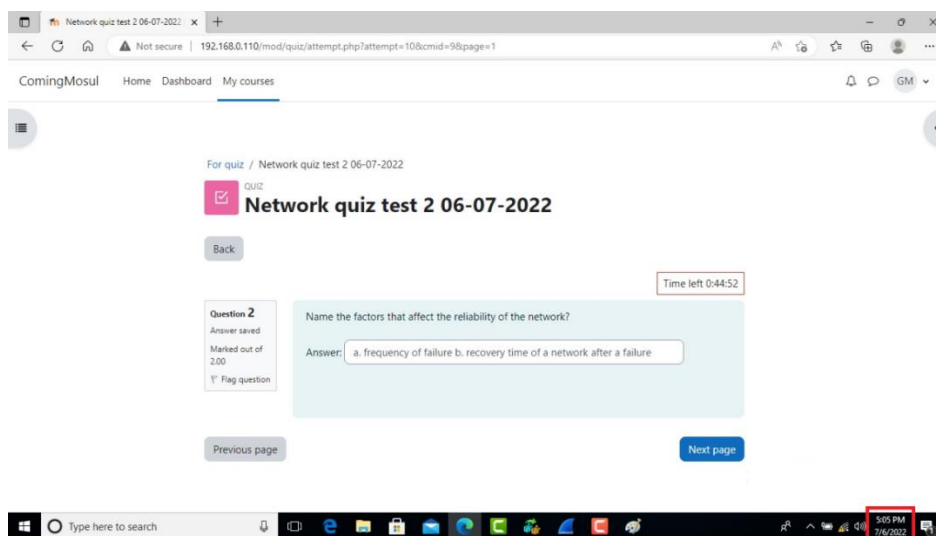 Network quiz test 2 06-07-2022
Not secure | 192.168.0.110/mod/quiz/attempt.php?attempt=10&cmid=9&page=1
ComingMosul Home Dashboard My courses GM
For quiz / Network quiz test 2 06-07-2022
QUIZ
Network quiz test 2 06-07-2022
Back
Time left 0:44:52
Question 2
Answer saved
Marked out of
2.00
Flag question
Name the factors that affect the reliability of the network?
Answer: a. frequency of failure b. recovery time of a network after a failure
Previous page
Next page
Type here to search
5:05 PM
7/6/2022